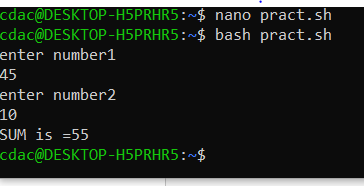 cdac@DESKTOP-H5PRHR5:~$ nano pract.sh
cdac@DESKTOP-H5PRHR5:~$ bash pract.sh
enter number1
45
enter number2
10
SUM is =55
cdac@DESKTOP-H5PRHR5:~$